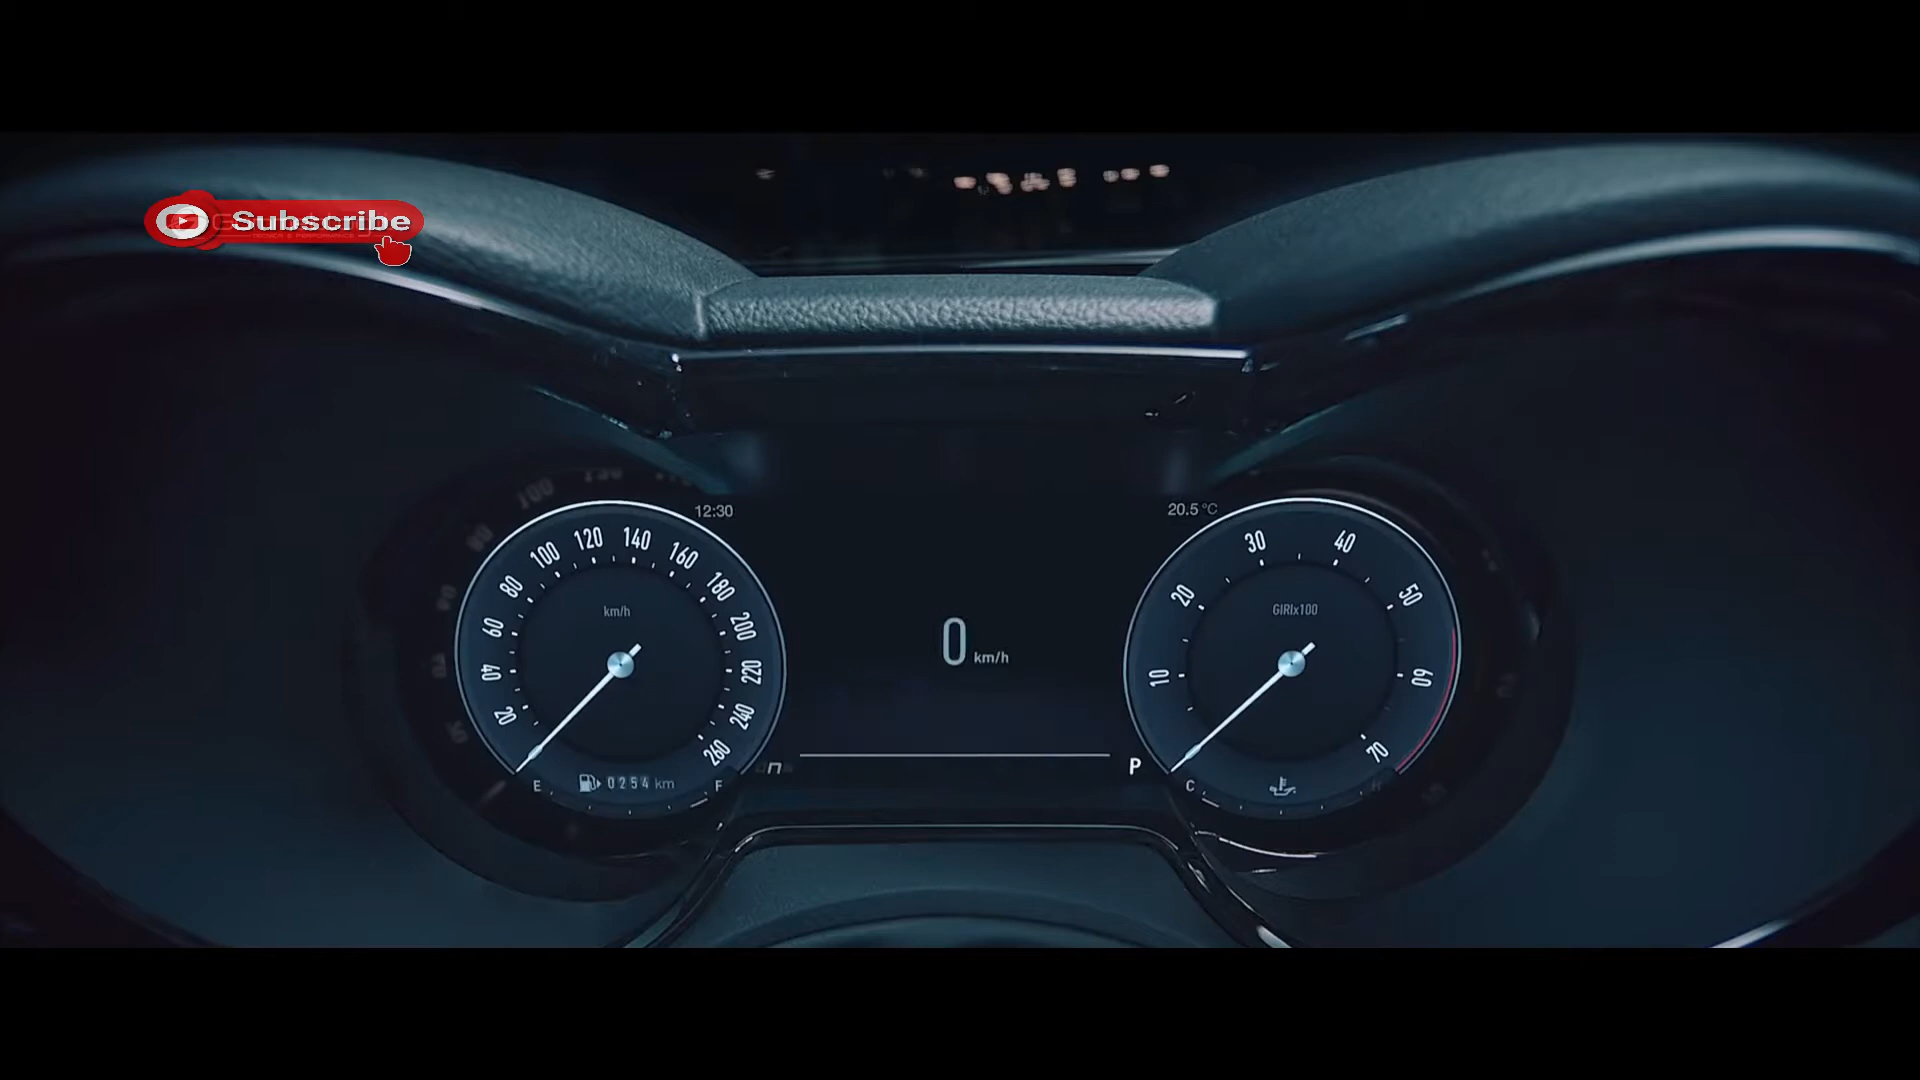 Subscribe
12:30
20.5 °C
20 40 60 80 100 120 140 160 180 200 220 240 260
km/h
E 0254 km F
0 km/h
n
P
10 20 30 40 50 60 70
GIRIx100
C H